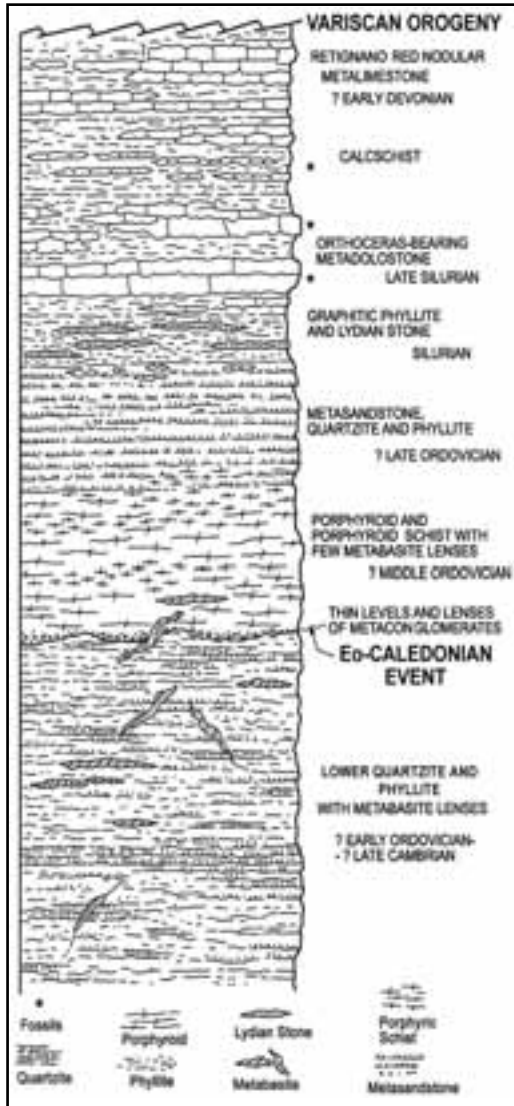 VARISCAN OROGENY
RETIGNANO RED NODULAR
METALIMESTONE
? EARLY DEVONIAN
CALCSCHIST
ORTHOCERAS-BEARING
METADOLOSTONE
LATE SILURIAN
GRAPHITIC PHYLLITE
AND LYDIAN STONE
SILURIAN
METASANDSTONE,
QUARTZITE AND PHYLLITE
? LATE ORDOVICIAN
PORPHYROID AND
PORPHYROID SCHIST WITH
FEW METABASITE LENSES
? MIDDLE ORDOVICIAN
THIN LEVELS AND LENSES
OF METACONGLOMERATES
Eo-CALEDONIAN
EVENT
LOWER QUARTZITE AND
PHYLLITE
WITH METABASITE LENSES
? EARLY ORDOVICIAN-
- ? LATE CAMBRIAN
Fossils
Porphyroid
Lydian Stone
Porphyric
Schist
Quartzite
Phyllite
Metabasite
Metasandstone